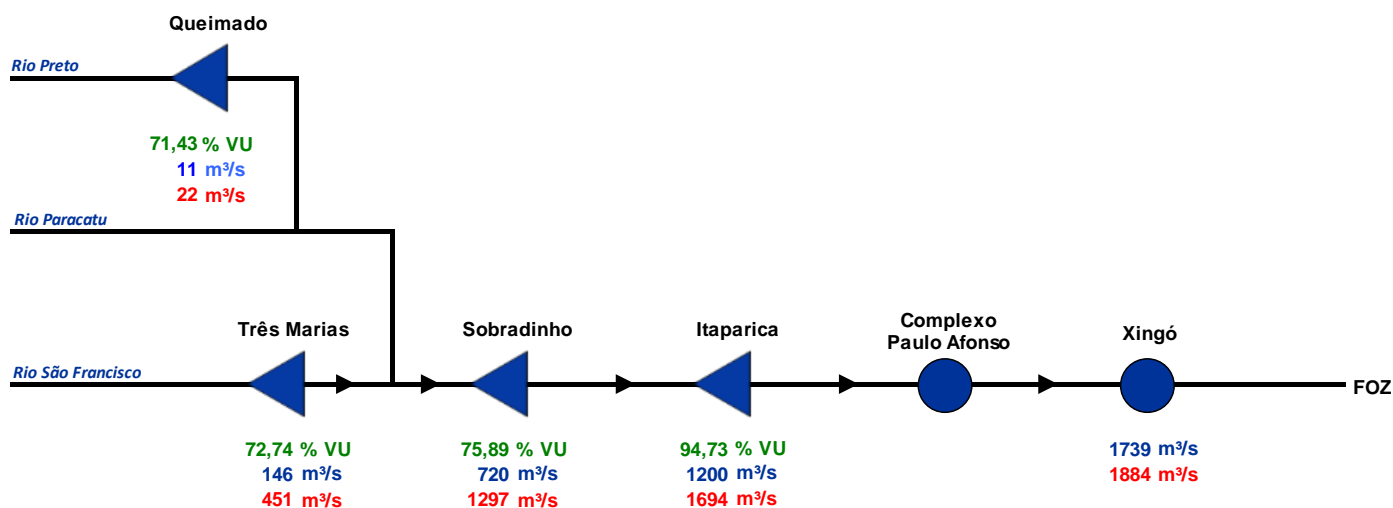 Queimado
Rio Preto
71,43 % VU
11 m³/s
22 m³/s
Rio Paracatu
Três Marias
Sobradinho
Itaparica
Complexo
Paulo Afonso
Xingó
Rio São Francisco
FOZ
72,74 % VU
146 m³/s
451 m³/s
75,89 % VU
720 m³/s
1297 m³/s
94,73 % VU
1200 m³/s
1694 m³/s
1739 m³/s
1884 m³/s